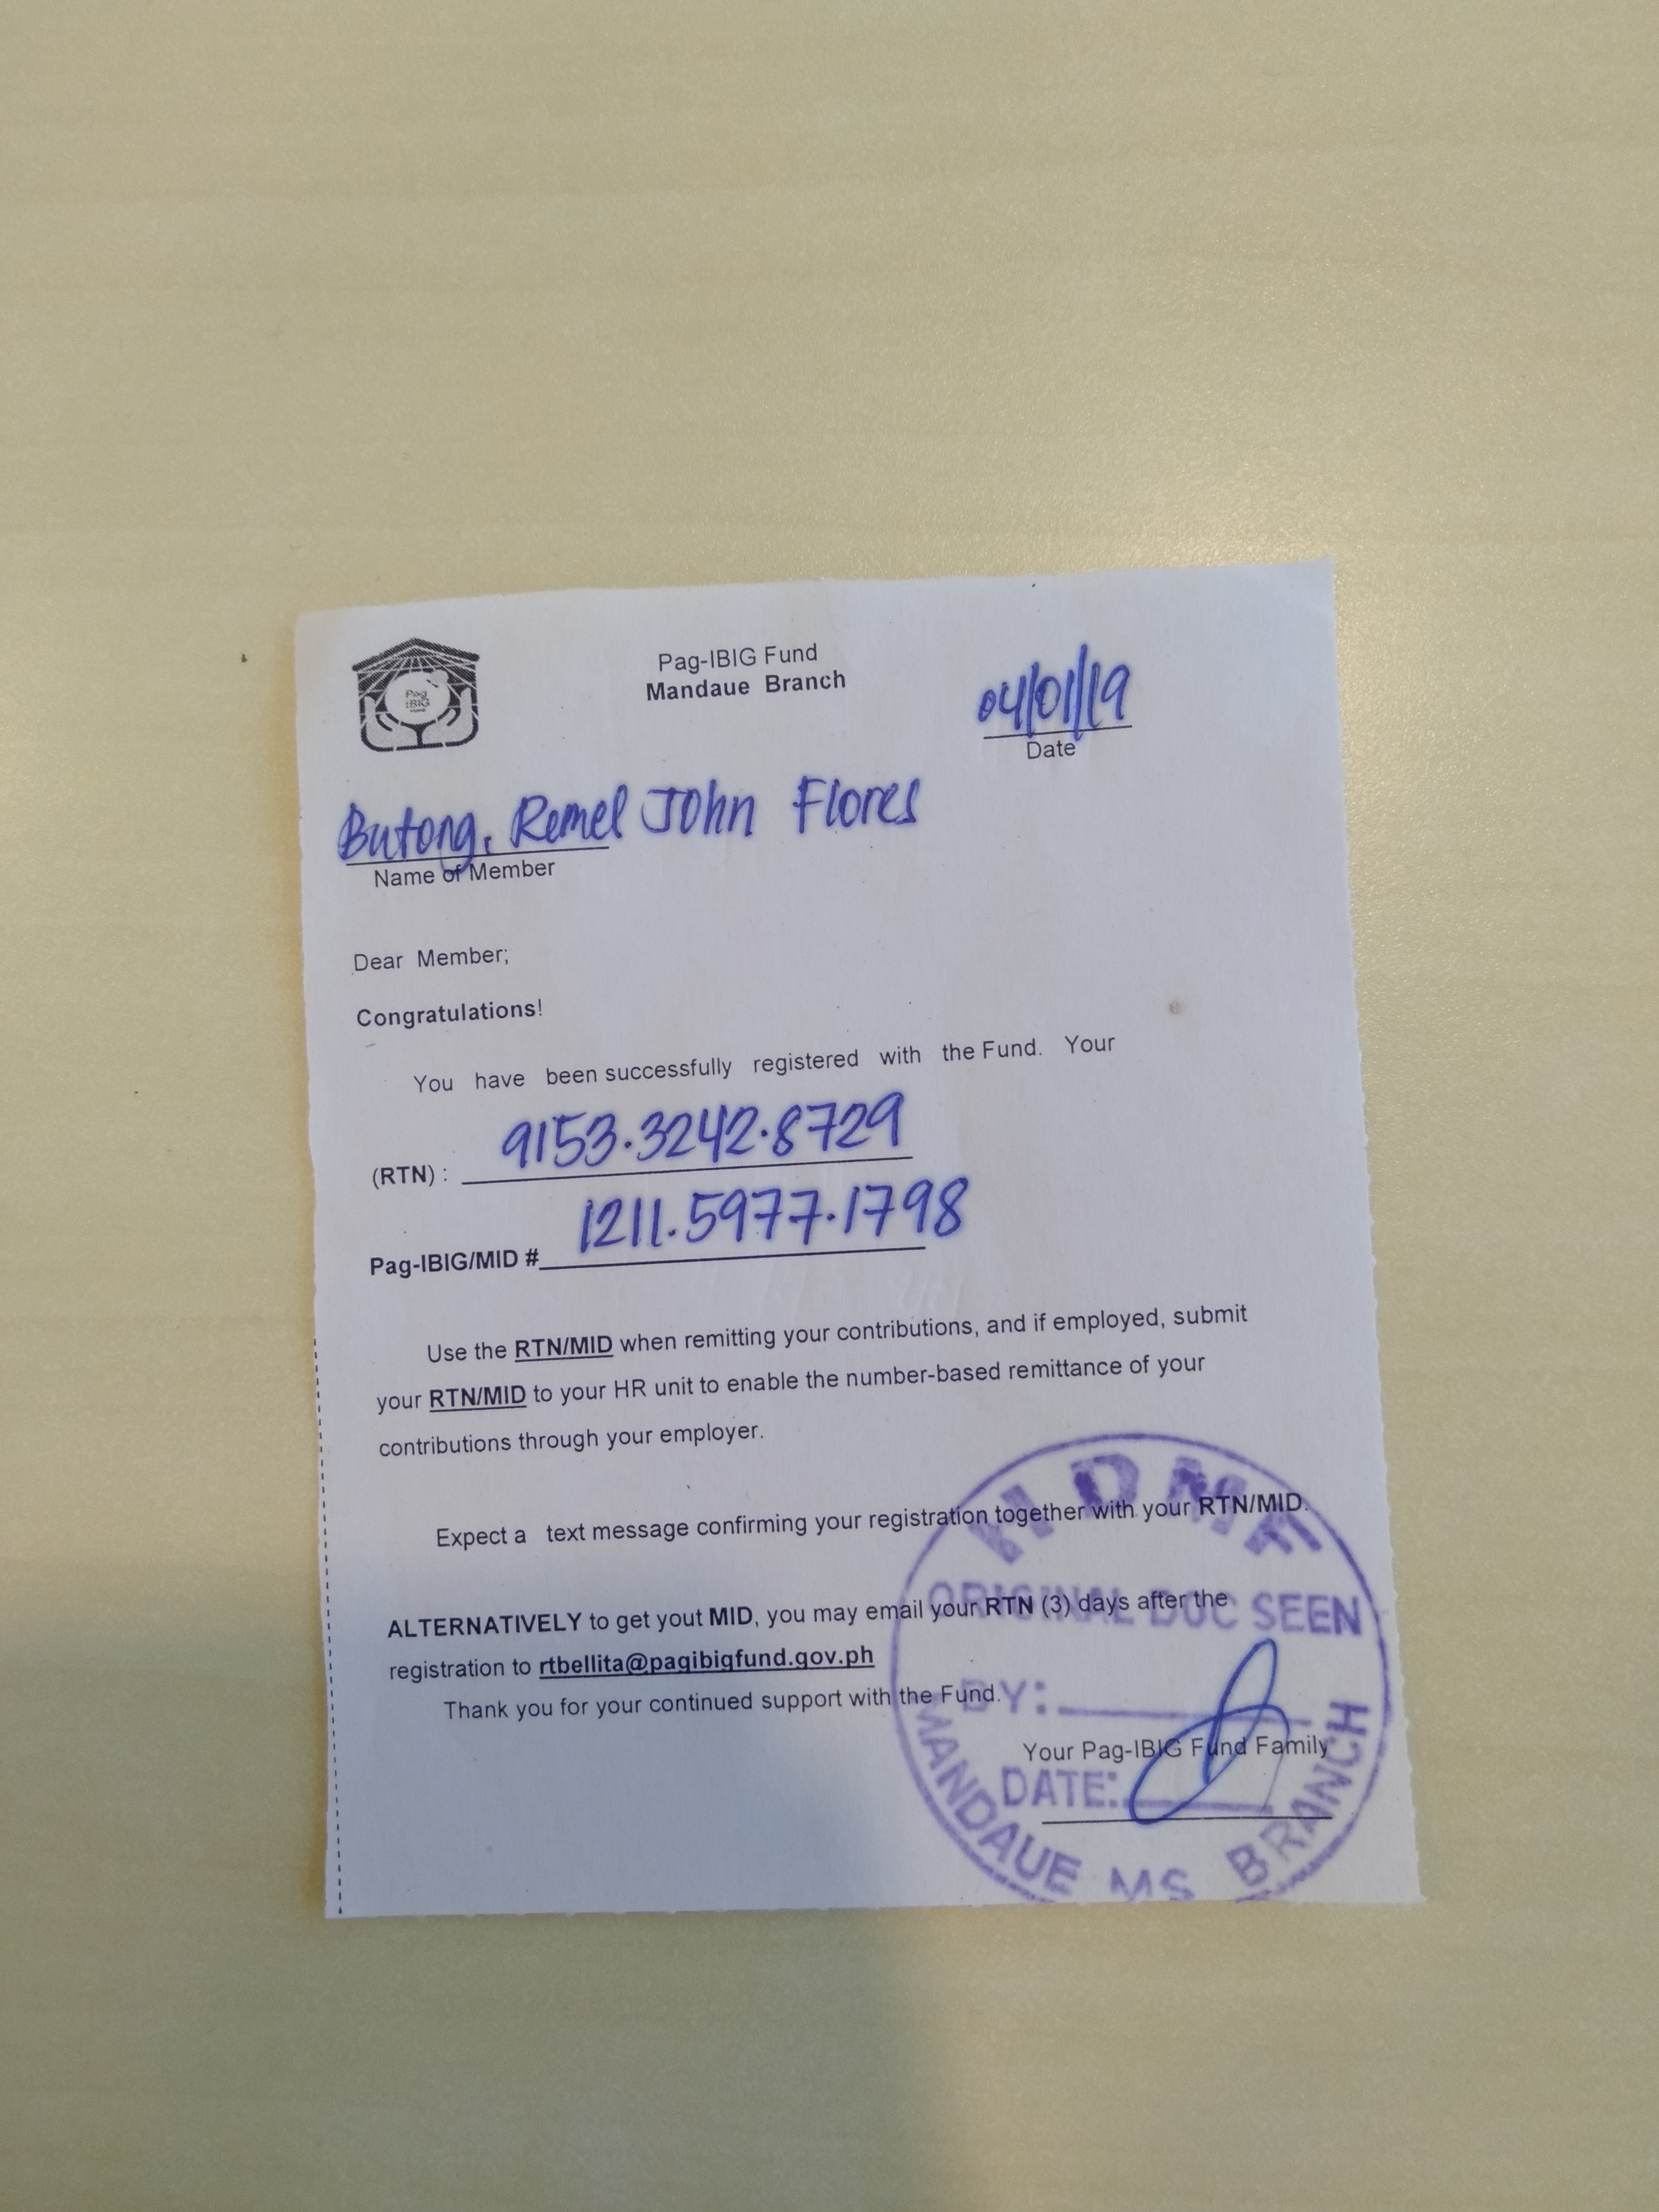 Pag
IBIG
Pag-IBIG Fund
Mandaue Branch
04/01/19
Date
Butong, Remel John Flores
Name of Member
Dear Member;
Congratulations!
You have been successfully registered with the Fund. Your
(RTN) : 9153.3242.8729
Pag-IBIG/MID # 1211.5977.1798
Use the RTN/MID when remitting your contributions, and if employed, submit
your RTN/MID to your HR unit to enable the number-based remittance of your
contributions through your employer.
Expect a text message confirming your registration together with your RTN/MID.
ALTERNATIVELY to get yout MID, you may email your RTN (3) days after the
registration to rtbellita@pagibigfund.gov.ph
Thank you for your continued support with the Fund.
Your Pag-IBIG Fund Family
HDMF
ORIGINAL DOC SEEN
BY:
DATE:
MANDAUE MS BRANCH